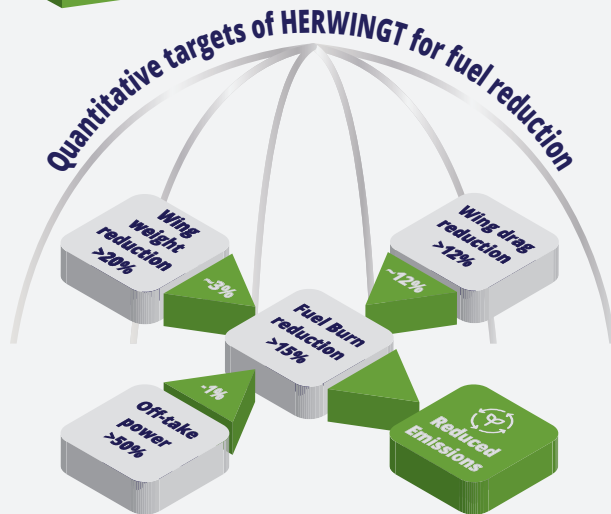 Quantitative targets of HERWINGT for fuel reduction
Wing
weight
reduction
>20%
~3%
Wing drag
reduction
>12%
~12%
Fuel Burn
reduction
>15%
-1%
Off-take
power
>50%
Reduced
Emissions